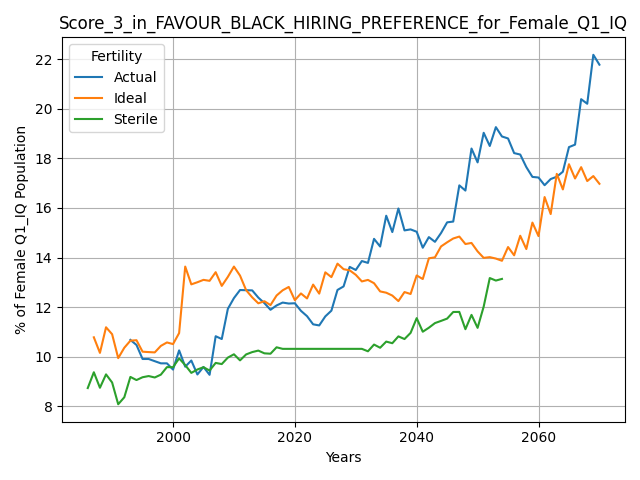 Score_3_in_FAVOUR_BLACK_HIRING_PREFERENCE_for_Female_Q1_IQ
Fertility
Actual
Ideal
Sterile
% of Female Q1_IQ Population
22
20
18
16
14
12
10
8
2000
2020
2040
2060
Years